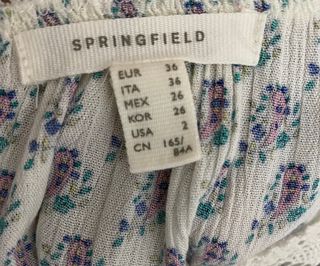 SPRINGFIELD
EUR 36
ITA 36
MEX 26
KOR 26
USA 2
CN 165/
84A